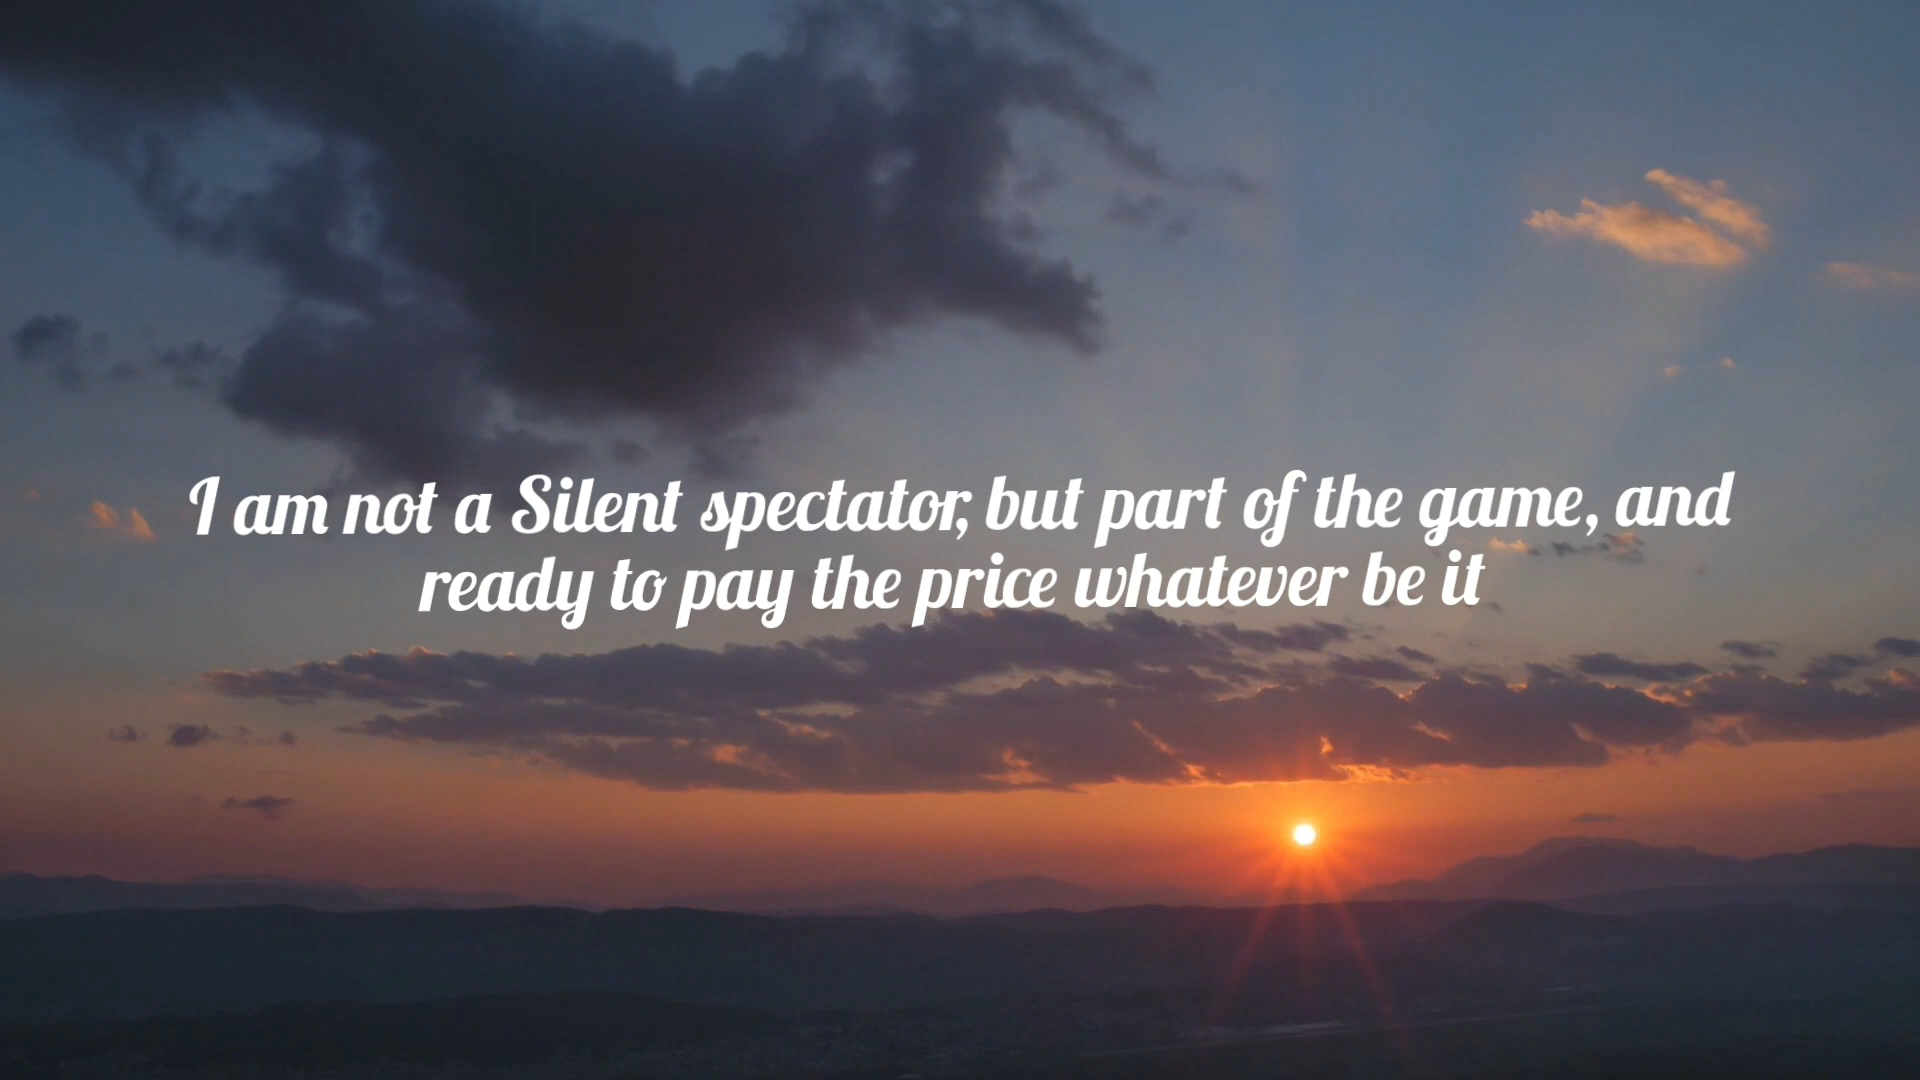 I am not a Silent spectator, but part of the game, and
ready to pay the price whatever be it